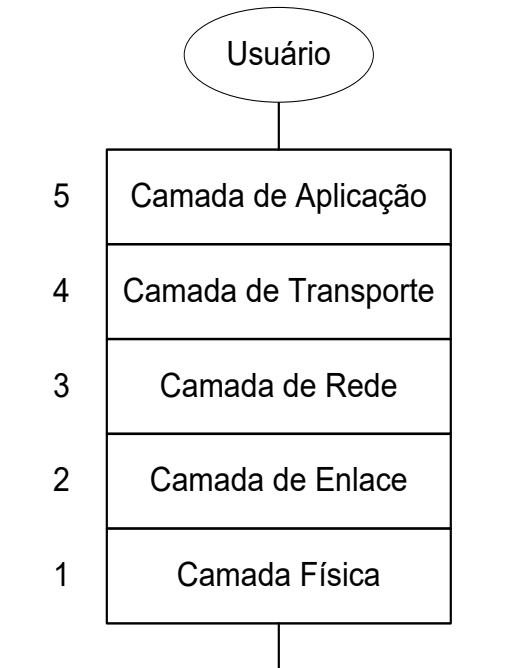 Usuário
5 Camada de Aplicação
4 Camada de Transporte
3 Camada de Rede
2 Camada de Enlace
1 Camada Física